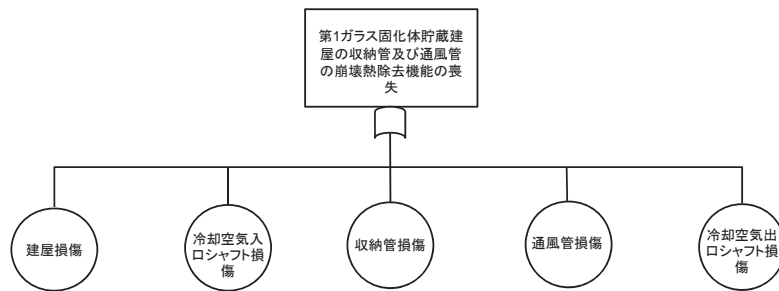 第1ガラス固化体貯蔵建
屋の収納管及び通風管
の崩壊熱除去機能の喪
失
建屋損傷
冷却空気入
口シャフト損
傷
収納管損傷
通風管損傷
冷却空気出
口シャフト損
傷